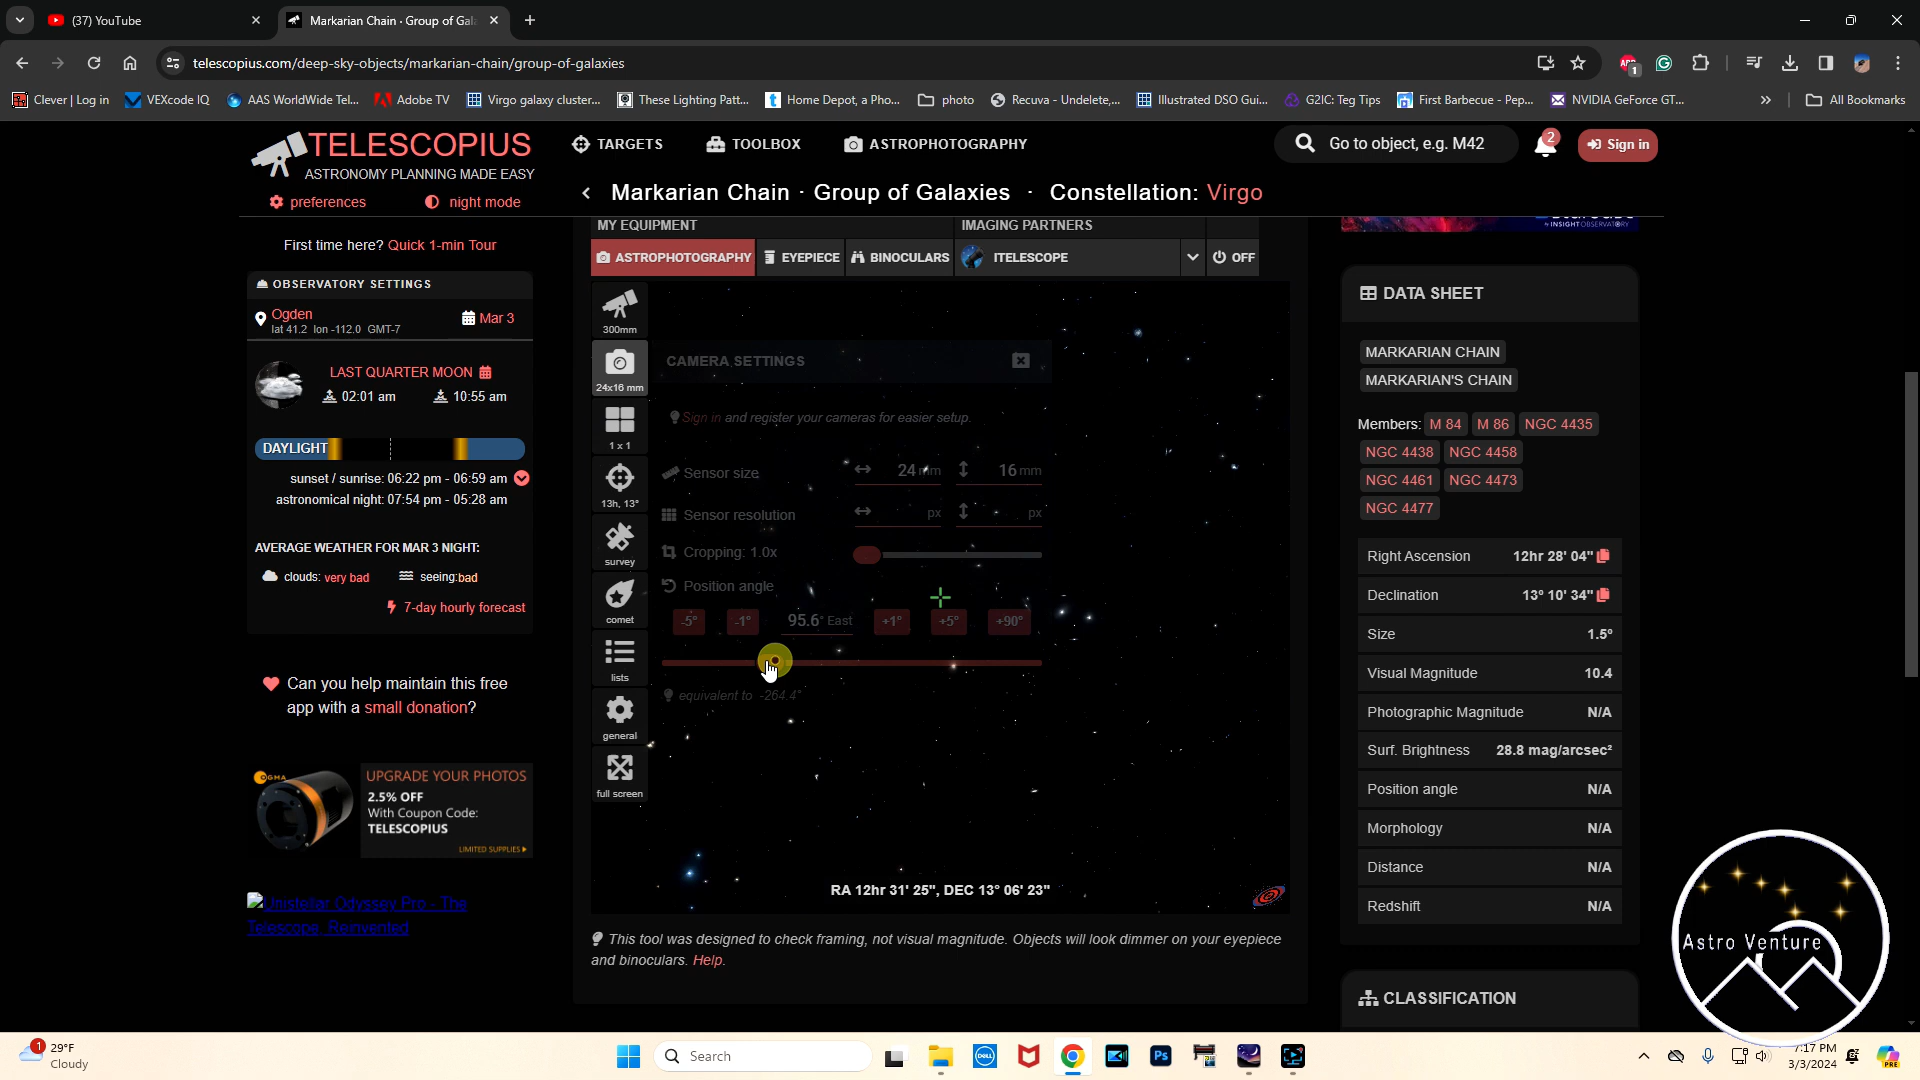 (37) YouTube
Markarian Chain · Group of Gal
telescopius.com/deep-sky-objects/markarian-chain/group-of-galaxies
Clever | Log in
VEXcode IQ
AAS WorldWide Tel...
Adobe TV
Virgo galaxy cluster...
These Lighting Patt...
Home Depot, a Pho...
photo
Recuva - Undelete,...
Illustrated DSO Gui...
G2IC: Teg Tips
First Barbecue - Pep...
NVIDIA GeForce GT...
All Bookmarks
TELESCOPIUS
ASTRONOMY PLANNING MADE EASY
preferences
night mode
TARGETS
TOOLBOX
ASTROPHOTOGRAPHY
Go to object, e.g. M42
2
Sign in
Markarian Chain · Group of Galaxies · Constellation: Virgo
First time here? Quick 1-min Tour
OBSERVATORY SETTINGS
Ogden
lat 41.2 lon -112.0 GMT-7
Mar 3
LAST QUARTER MOON
02:01 am
10:55 am
DAYLIGHT
sunset / sunrise: 06:22 pm - 06:59 am
astronomical night: 07:54 pm - 05:28 am
AVERAGE WEATHER FOR MAR 3 NIGHT:
clouds: very bad
seeing:bad
7-day hourly forecast
Can you help maintain this free
app with a small donation?
OGMA
UPGRADE YOUR PHOTOS
2.5% OFF
With Coupon Code:
TELESCOPIUS
LIMITED SUPPLIES
Unistellar Odyssey Pro - The
Telescope, Reinvented
MY EQUIPMENT
IMAGING PARTNERS
ASTROPHOTOGRAPHY
EYEPIECE
BINOCULARS
ITELESCOPE
OFF
300mm
24x16 mm
1 x 1
13h, 13°
survey
comet
lists
general
full screen
CAMERA SETTINGS
Sign in and register your cameras for easier setup.
Sensor size
24 mm
16 mm
Sensor resolution
px
px
Cropping: 1.0x
Position angle
-5°
-1°
95.6° East
+1°
+5°
+90°
equivalent to -264.4°
RA 12hr 31' 25", DEC 13° 06' 23"
This tool was designed to check framing, not visual magnitude. Objects will look dimmer on your eyepiece
and binoculars. Help.
by INSIGHT OBSERVATORY
DATA SHEET
MARKARIAN CHAIN
MARKARIAN'S CHAIN
Members: M 84 M 86 NGC 4435
NGC 4438 NGC 4458
NGC 4461 NGC 4473
NGC 4477
Right Ascension 12hr 28' 04"
Declination 13° 10' 34"
Size 1.5°
Visual Magnitude 10.4
Photographic Magnitude N/A
Surf. Brightness 28.8 mag/arcsec²
Position angle N/A
Morphology N/A
Distance N/A
Redshift N/A
CLASSIFICATION
Astro Venture
1
29°F
Cloudy
Search
7:17 PM
3/3/2024